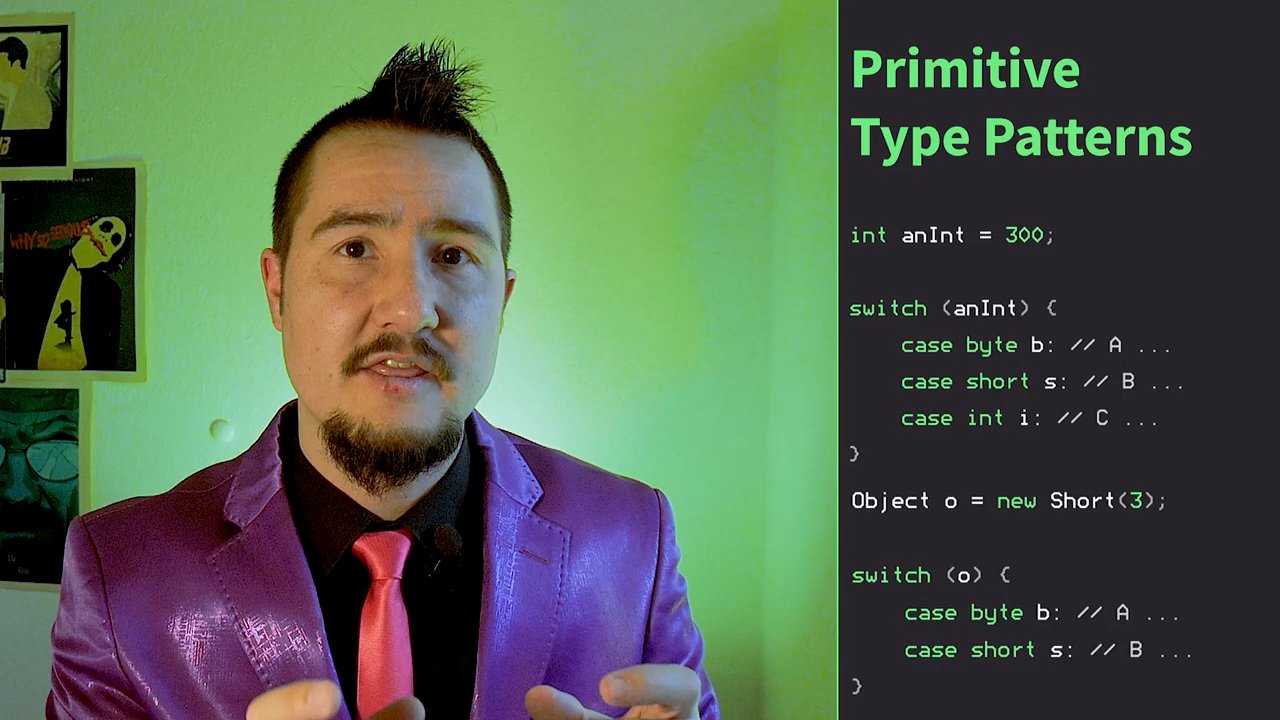 WHY SO SERIOUS
Primitive
Type Patterns
int anInt = 300;
switch (anInt) {
case byte b: // A ...
case short s: // B ...
case int i: // C ...
}
Object o = new Short(3);
switch (o) {
case byte b: // A ...
case short s: // B ...
}